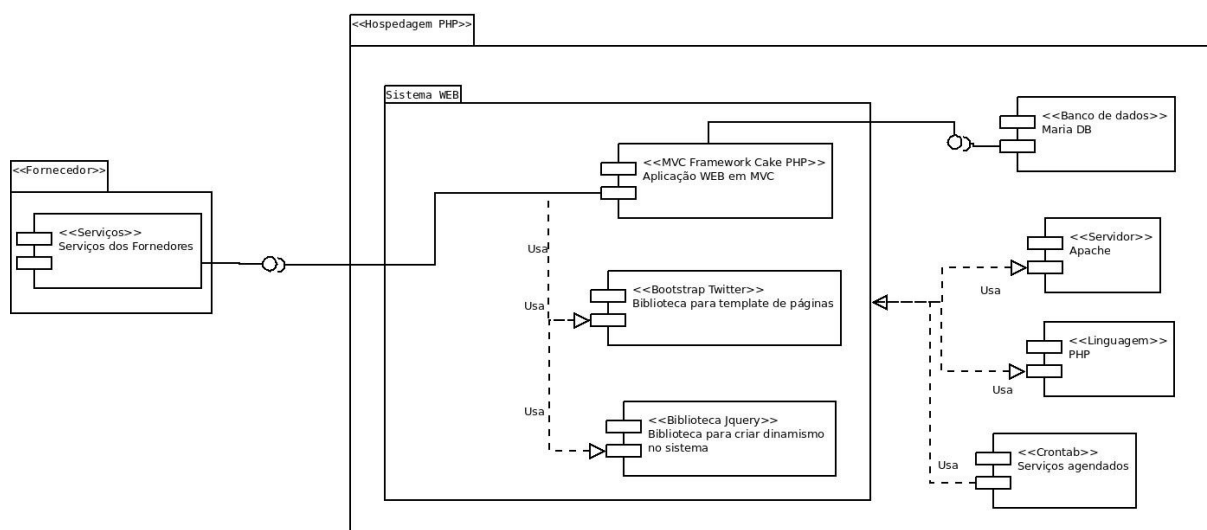 <<Hospedagem PHP>>
Sistema WEB
<<Banco de dados>>
Maria DB
<<MVC Framework Cake PHP>>
Aplicação WEB em MVC
<<Fornecedor>>
<<Serviços>>
Serviços dos Fornedores
Usa
<<Servidor>>
Apache
Usa
<<Bootstrap Twitter>>
Biblioteca para template de páginas
Usa
<<Linguagem>>
PHP
Usa
<<Biblioteca Jquery>>
Biblioteca para criar dinamismo
no sistema
Usa
<<Crontab>>
Serviços agendados
Usa